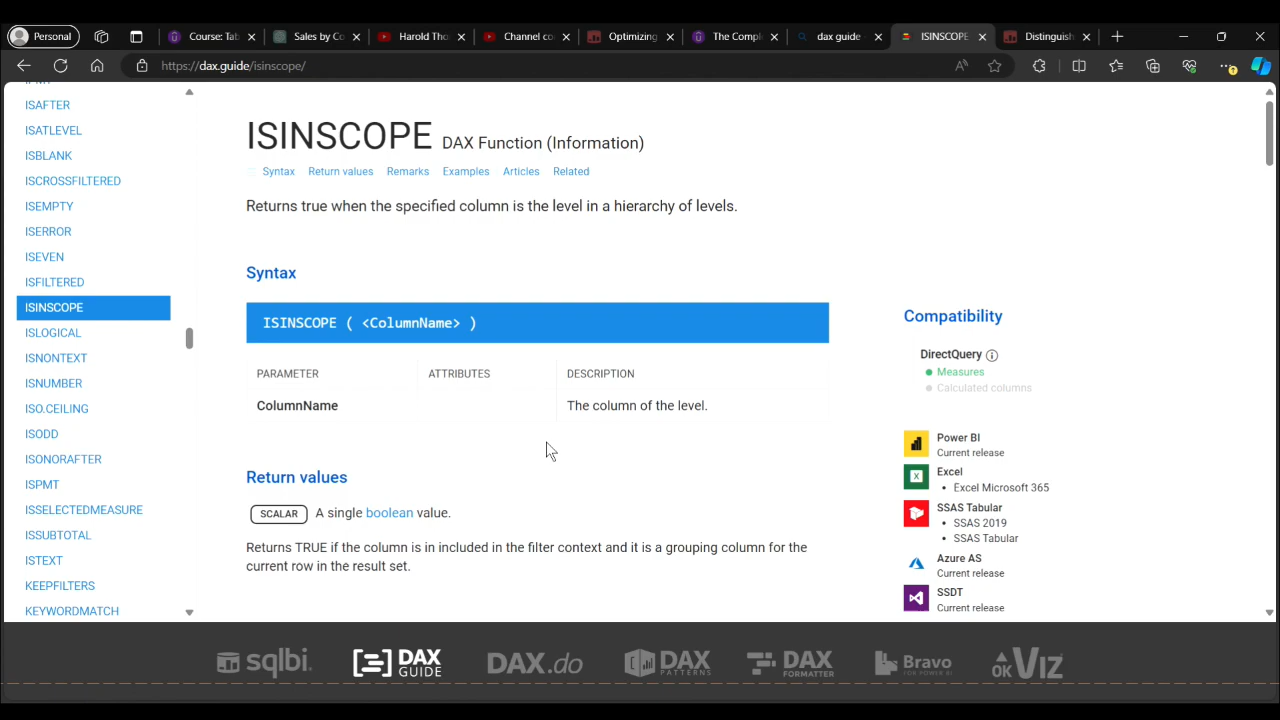 Personal
Course: Tab
Sales by Co
Harold Tho
Channel co
Optimizing
The Comple
dax guide
ISINSCOPE
Distinguish
https://dax.guide/isinscope/
ISAFTER
ISATLEVEL
ISBLANK
ISCROSSFILTERED
ISEMPTY
ISERROR
ISEVEN
ISFILTERED
ISINSCOPE
ISLOGICAL
ISNONTEXT
ISNUMBER
ISO.CEILING
ISODD
ISONORAFTER
ISPMT
ISSELECTEDMEASURE
ISSUBTOTAL
ISTEXT
KEEPFILTERS
KEYWORDMATCH
ISINSCOPE DAX Function (Information)
Syntax Return values Remarks Examples Articles Related
Returns true when the specified column is the level in a hierarchy of levels.
Syntax
ISINSCOPE ( <ColumnName> )
PARAMETER ATTRIBUTES DESCRIPTION
ColumnName The column of the level.
Return values
SCALAR A single boolean value.
Returns TRUE if the column is in included in the filter context and it is a grouping column for the
current row in the result set.
Compatibility
DirectQuery
Measures
Calculated columns
Power BI
Current release
Excel
• Excel Microsoft 365
SSAS Tabular
• SSAS 2019
• SSAS Tabular
Azure AS
Current release
SSDT
Current release
sqlbi.
DAX GUIDE
DAX.do
DAX PATTERNS
DAX FORMATTER
Bravo FOR POWER BI
OK VIZ